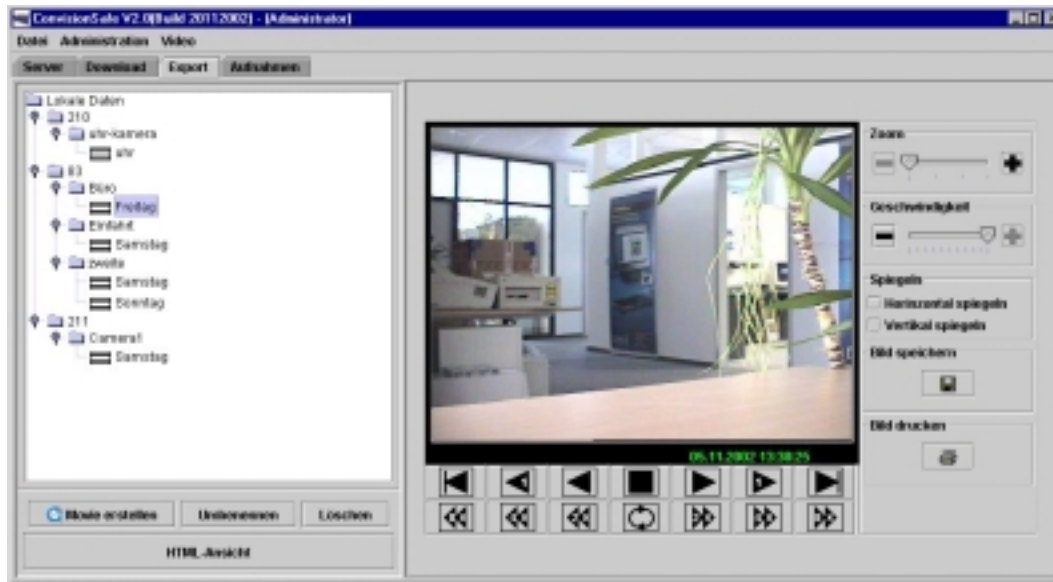 ConvisionSafe V2.0(Build 20112002) - [Administrator]
Datei Administration Video
Server Download Export Aufnahmen
Lokale Daten
210
uhr-kamera
uhr
83
Büro
Freitag
Einfahrt
Samstag
zweite
Samstag
Sonntag
211
Camera1
Samstag
Movie erstellen Umbenennen Löschen
HTML-Ansicht
05.11.2002 13:38:25
Zoom
Geschwindigkeit
Spiegeln
Horinzontal spiegeln
Vertikal spiegeln
Bild speichern
Bild drucken